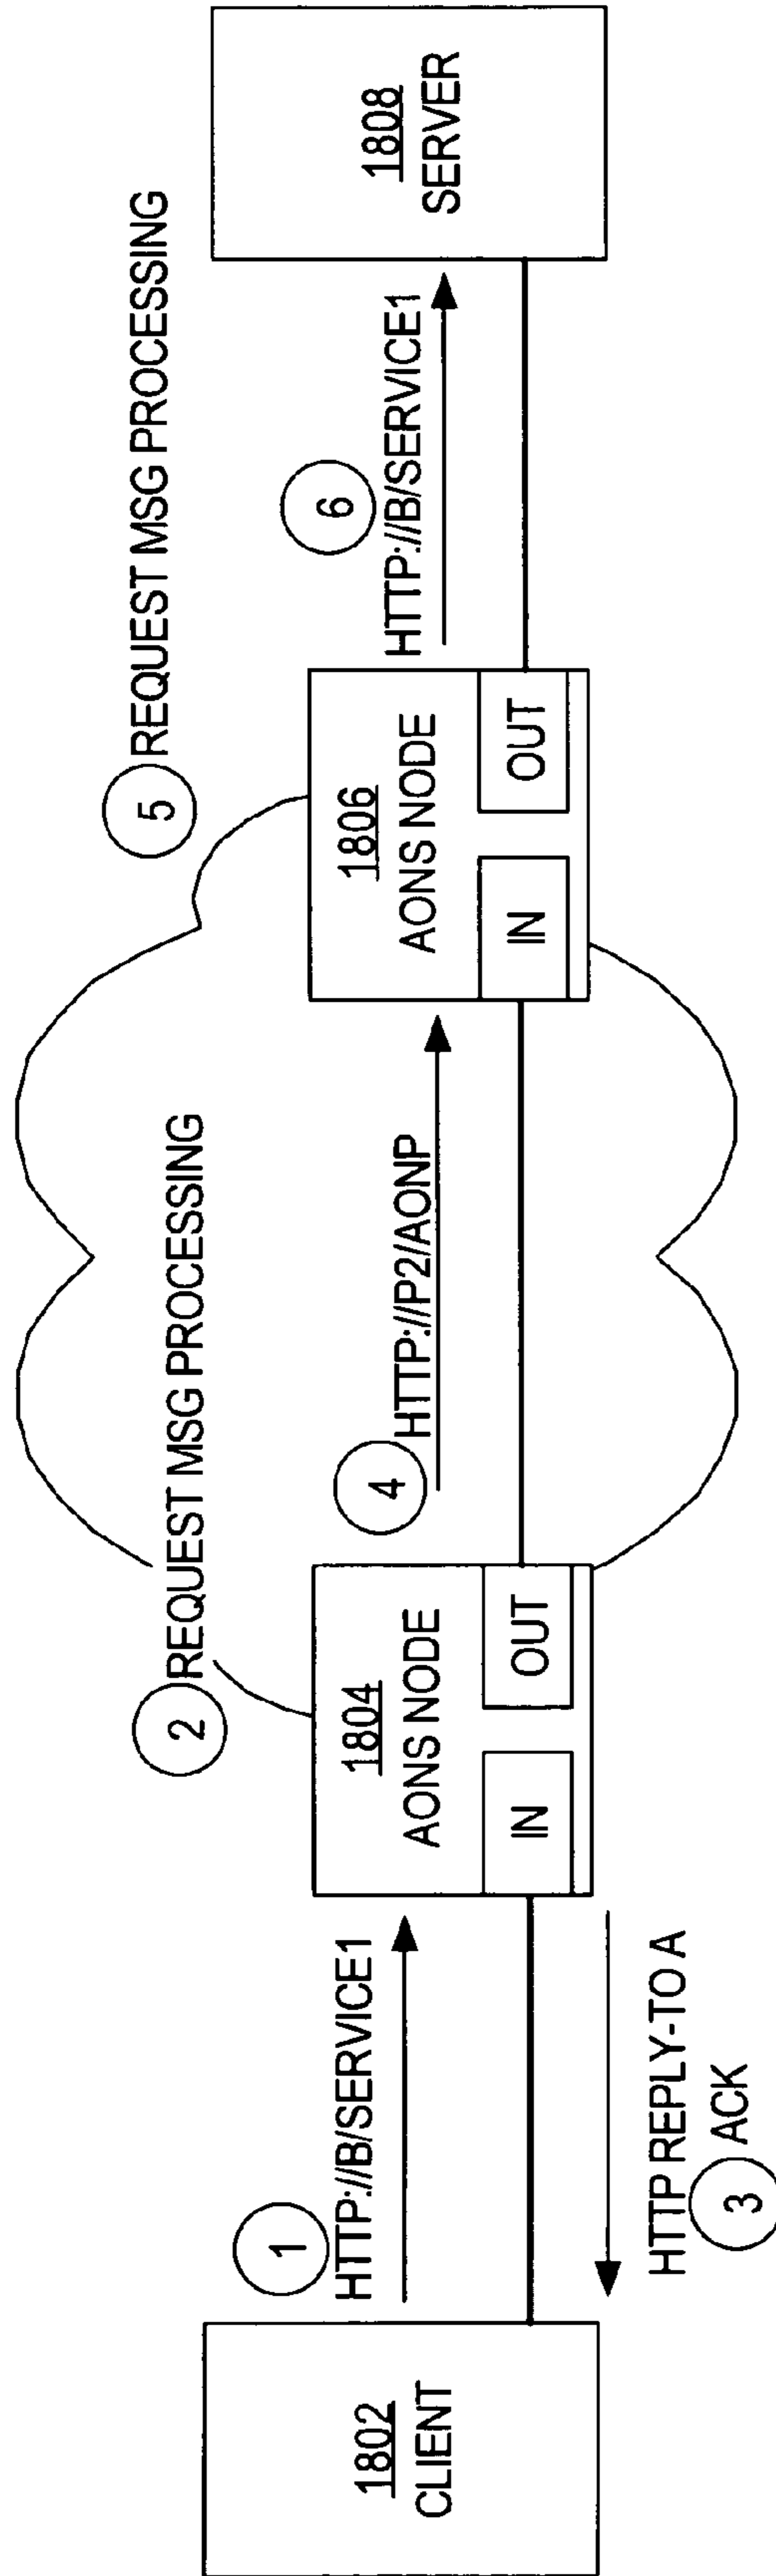 1802
CLIENT
1
HTTP://B/SERVICE1
HTTP REPLY-TO A
3 ACK
2 REQUEST MSG PROCESSING
1804
AONS NODE
IN
OUT
4
HTTP://P2/AONP
5 REQUEST MSG PROCESSING
1806
AONS NODE
IN
OUT
6
HTTP://B/SERVICE1
1808
SERVER